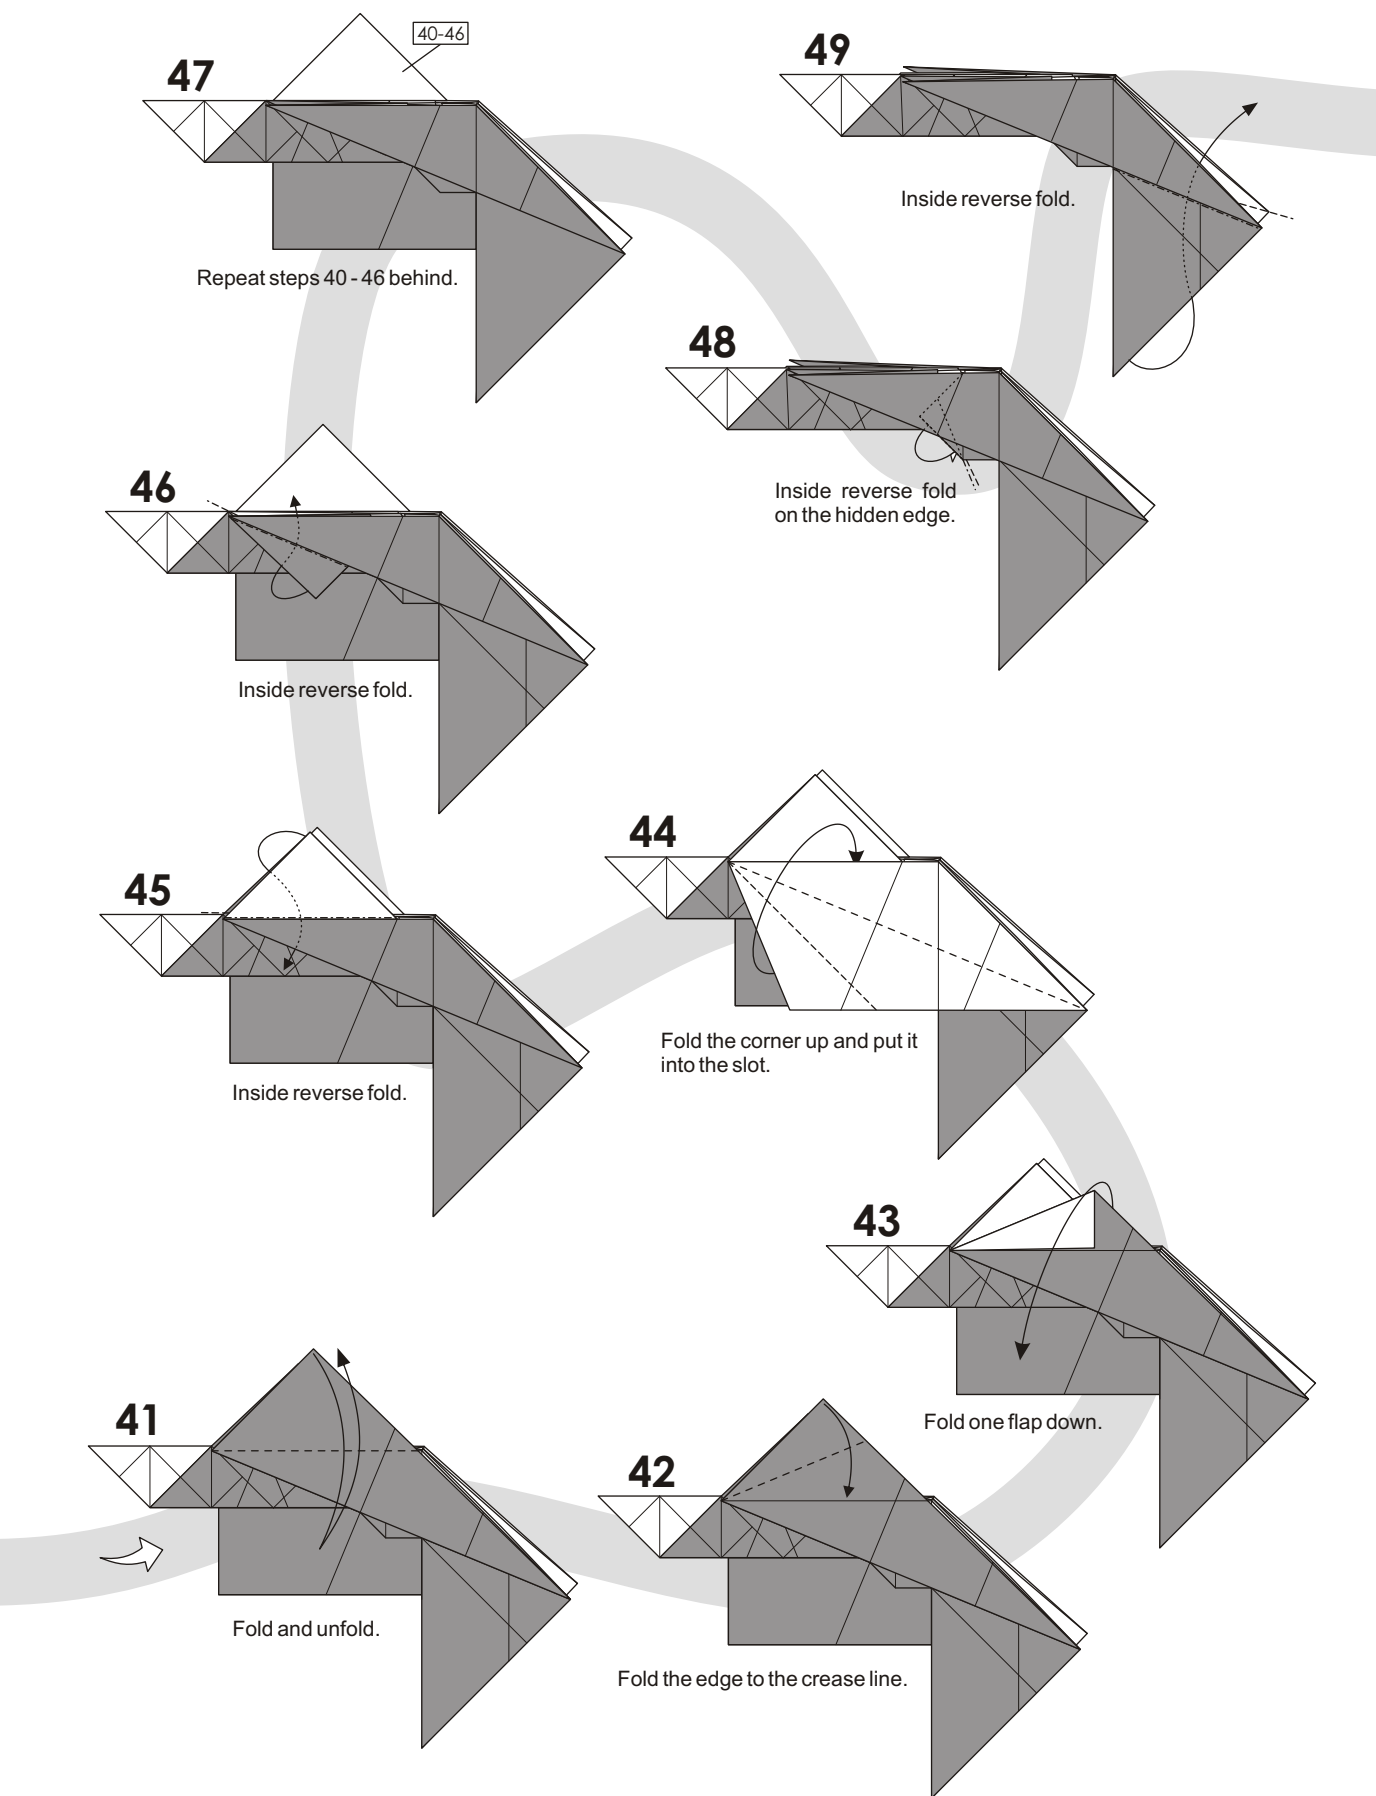 41
Fold and unfold.
42
Fold the edge to the crease line.
43
Fold one flap down.
44
Fold the corner up and put it
into the slot.
45
Inside reverse fold.
46
Inside reverse fold.
47
40-46
Repeat steps 40 - 46 behind.
48
Inside reverse fold
on the hidden edge.
49
Inside reverse fold.